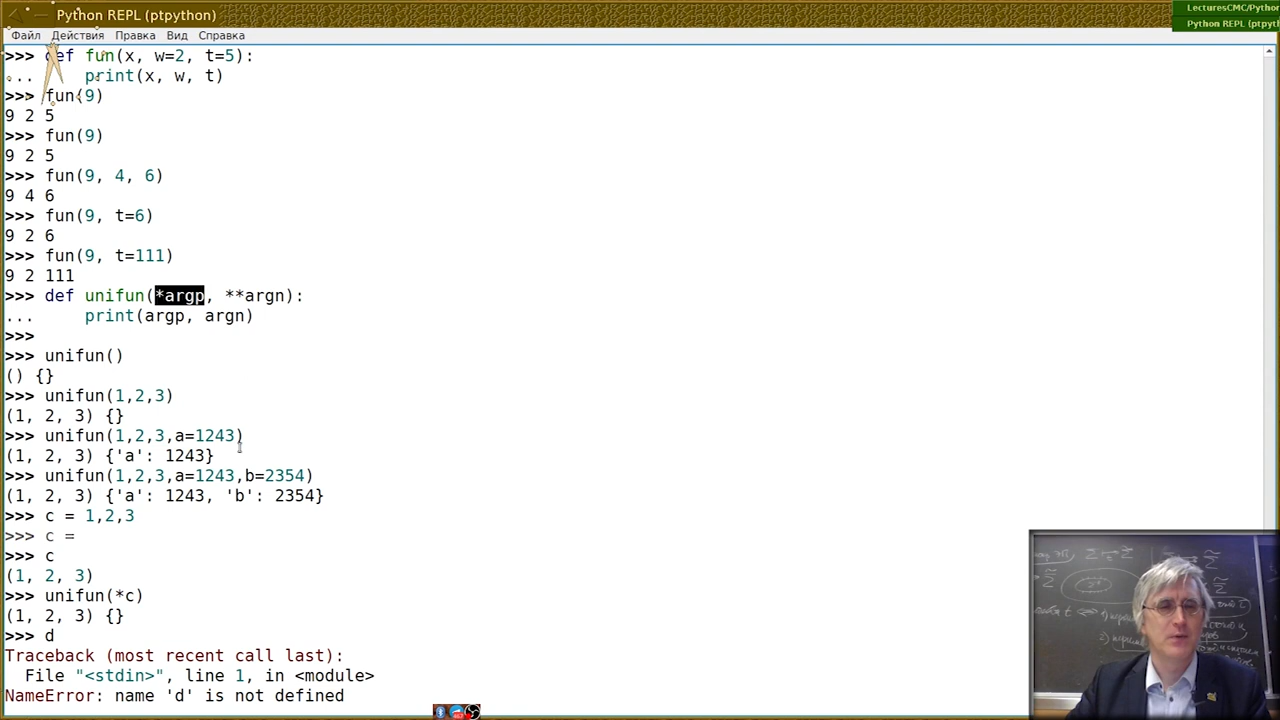 Python REPL (ptpython)
LecturesCMC/Pythor
Python REPL (ptpyt
Файл Действия Правка Вид Справка
>>> def fun(x, w=2, t=5):
... print(x, w, t)
>>> fun(9)
9 2 5
>>> fun(9)
9 2 5
>>> fun(9, 4, 6)
9 4 6
>>> fun(9, t=6)
9 2 6
>>> fun(9, t=111)
9 2 111
>>> def unifun(*argp, **argn):
... print(argp, argn)
>>>
>>> unifun()
() {}
>>> unifun(1,2,3)
(1, 2, 3) {}
>>> unifun(1,2,3,a=1243)
(1, 2, 3) {'a': 1243}
>>> unifun(1,2,3,a=1243,b=2354)
(1, 2, 3) {'a': 1243, 'b': 2354}
>>> c = 1,2,3
>>> c =
>>> c
(1, 2, 3)
>>> unifun(*c)
(1, 2, 3) {}
>>> d
Traceback (most recent call last):
File "<stdin>", line 1, in <module>
NameError: name 'd' is not defined